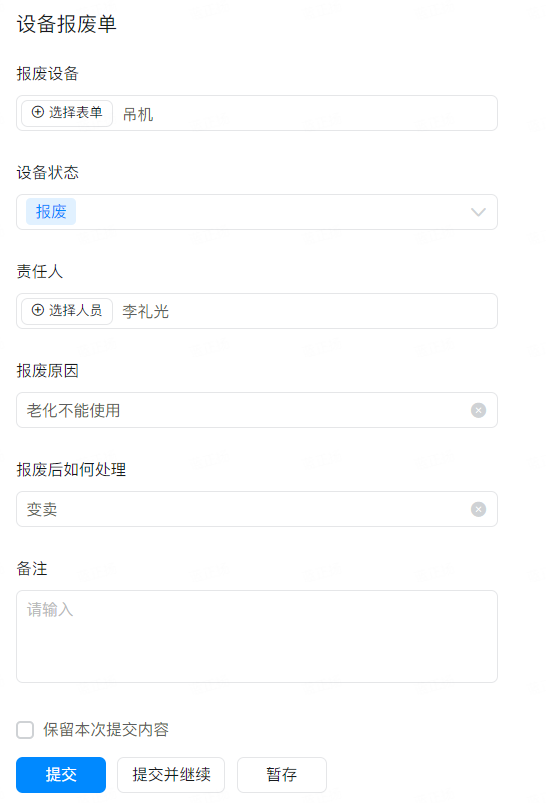 设备报废单
报废设备
选择表单 吊机
设备状态
报废
责任人
选择人员 李礼光
报废原因
老化不能使用
报废后如何处理
变卖
备注
请输入
保留本次提交内容
提交 提交并继续 暂存